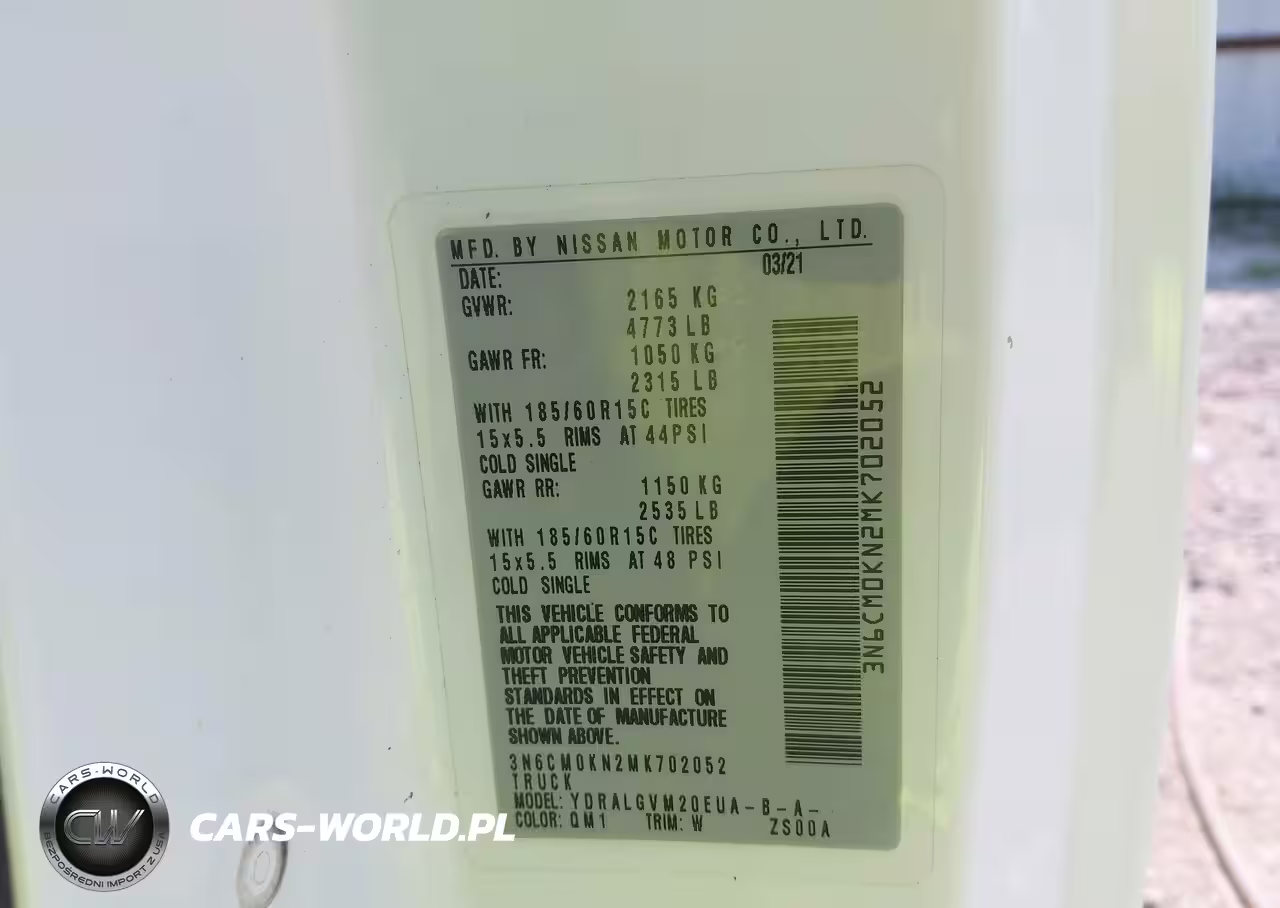 MFD. BY NISSAN MOTOR CO., LTD.
DATE: 03/21
GVWR: 2165 KG
4773 LB
GAWR FR: 1050 KG
2315 LB
WITH 185/60R15C TIRES
15x5.5 RIMS AT 44PSI
COLD SINGLE
GAWR RR: 1150 KG
2535 LB
WITH 185/60R15C TIRES
15x5.5 RIMS AT 48 PSI
COLD SINGLE
THIS VEHICLE CONFORMS TO
ALL APPLICABLE FEDERAL
MOTOR VEHICLE SAFETY AND
THEFT PREVENTION
STANDARDS IN EFFECT ON
THE DATE OF MANUFACTURE
SHOWN ABOVE.
3N6CM0KN2MK702052
TRUCK
MODEL: YDRALGVM20EUA-B-A-
COLOR: QM1 TRIM: W ZS00A
3N6CM0KN2MK702052
CARS-WORLD
CW
BEZPOŚREDNI IMPORT Z USA
CARS-WORLD.PL